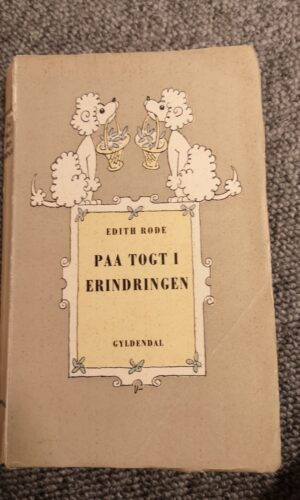 EDITH RODE
PAA TOGT I
ERINDRINGEN
GYLDENDAL